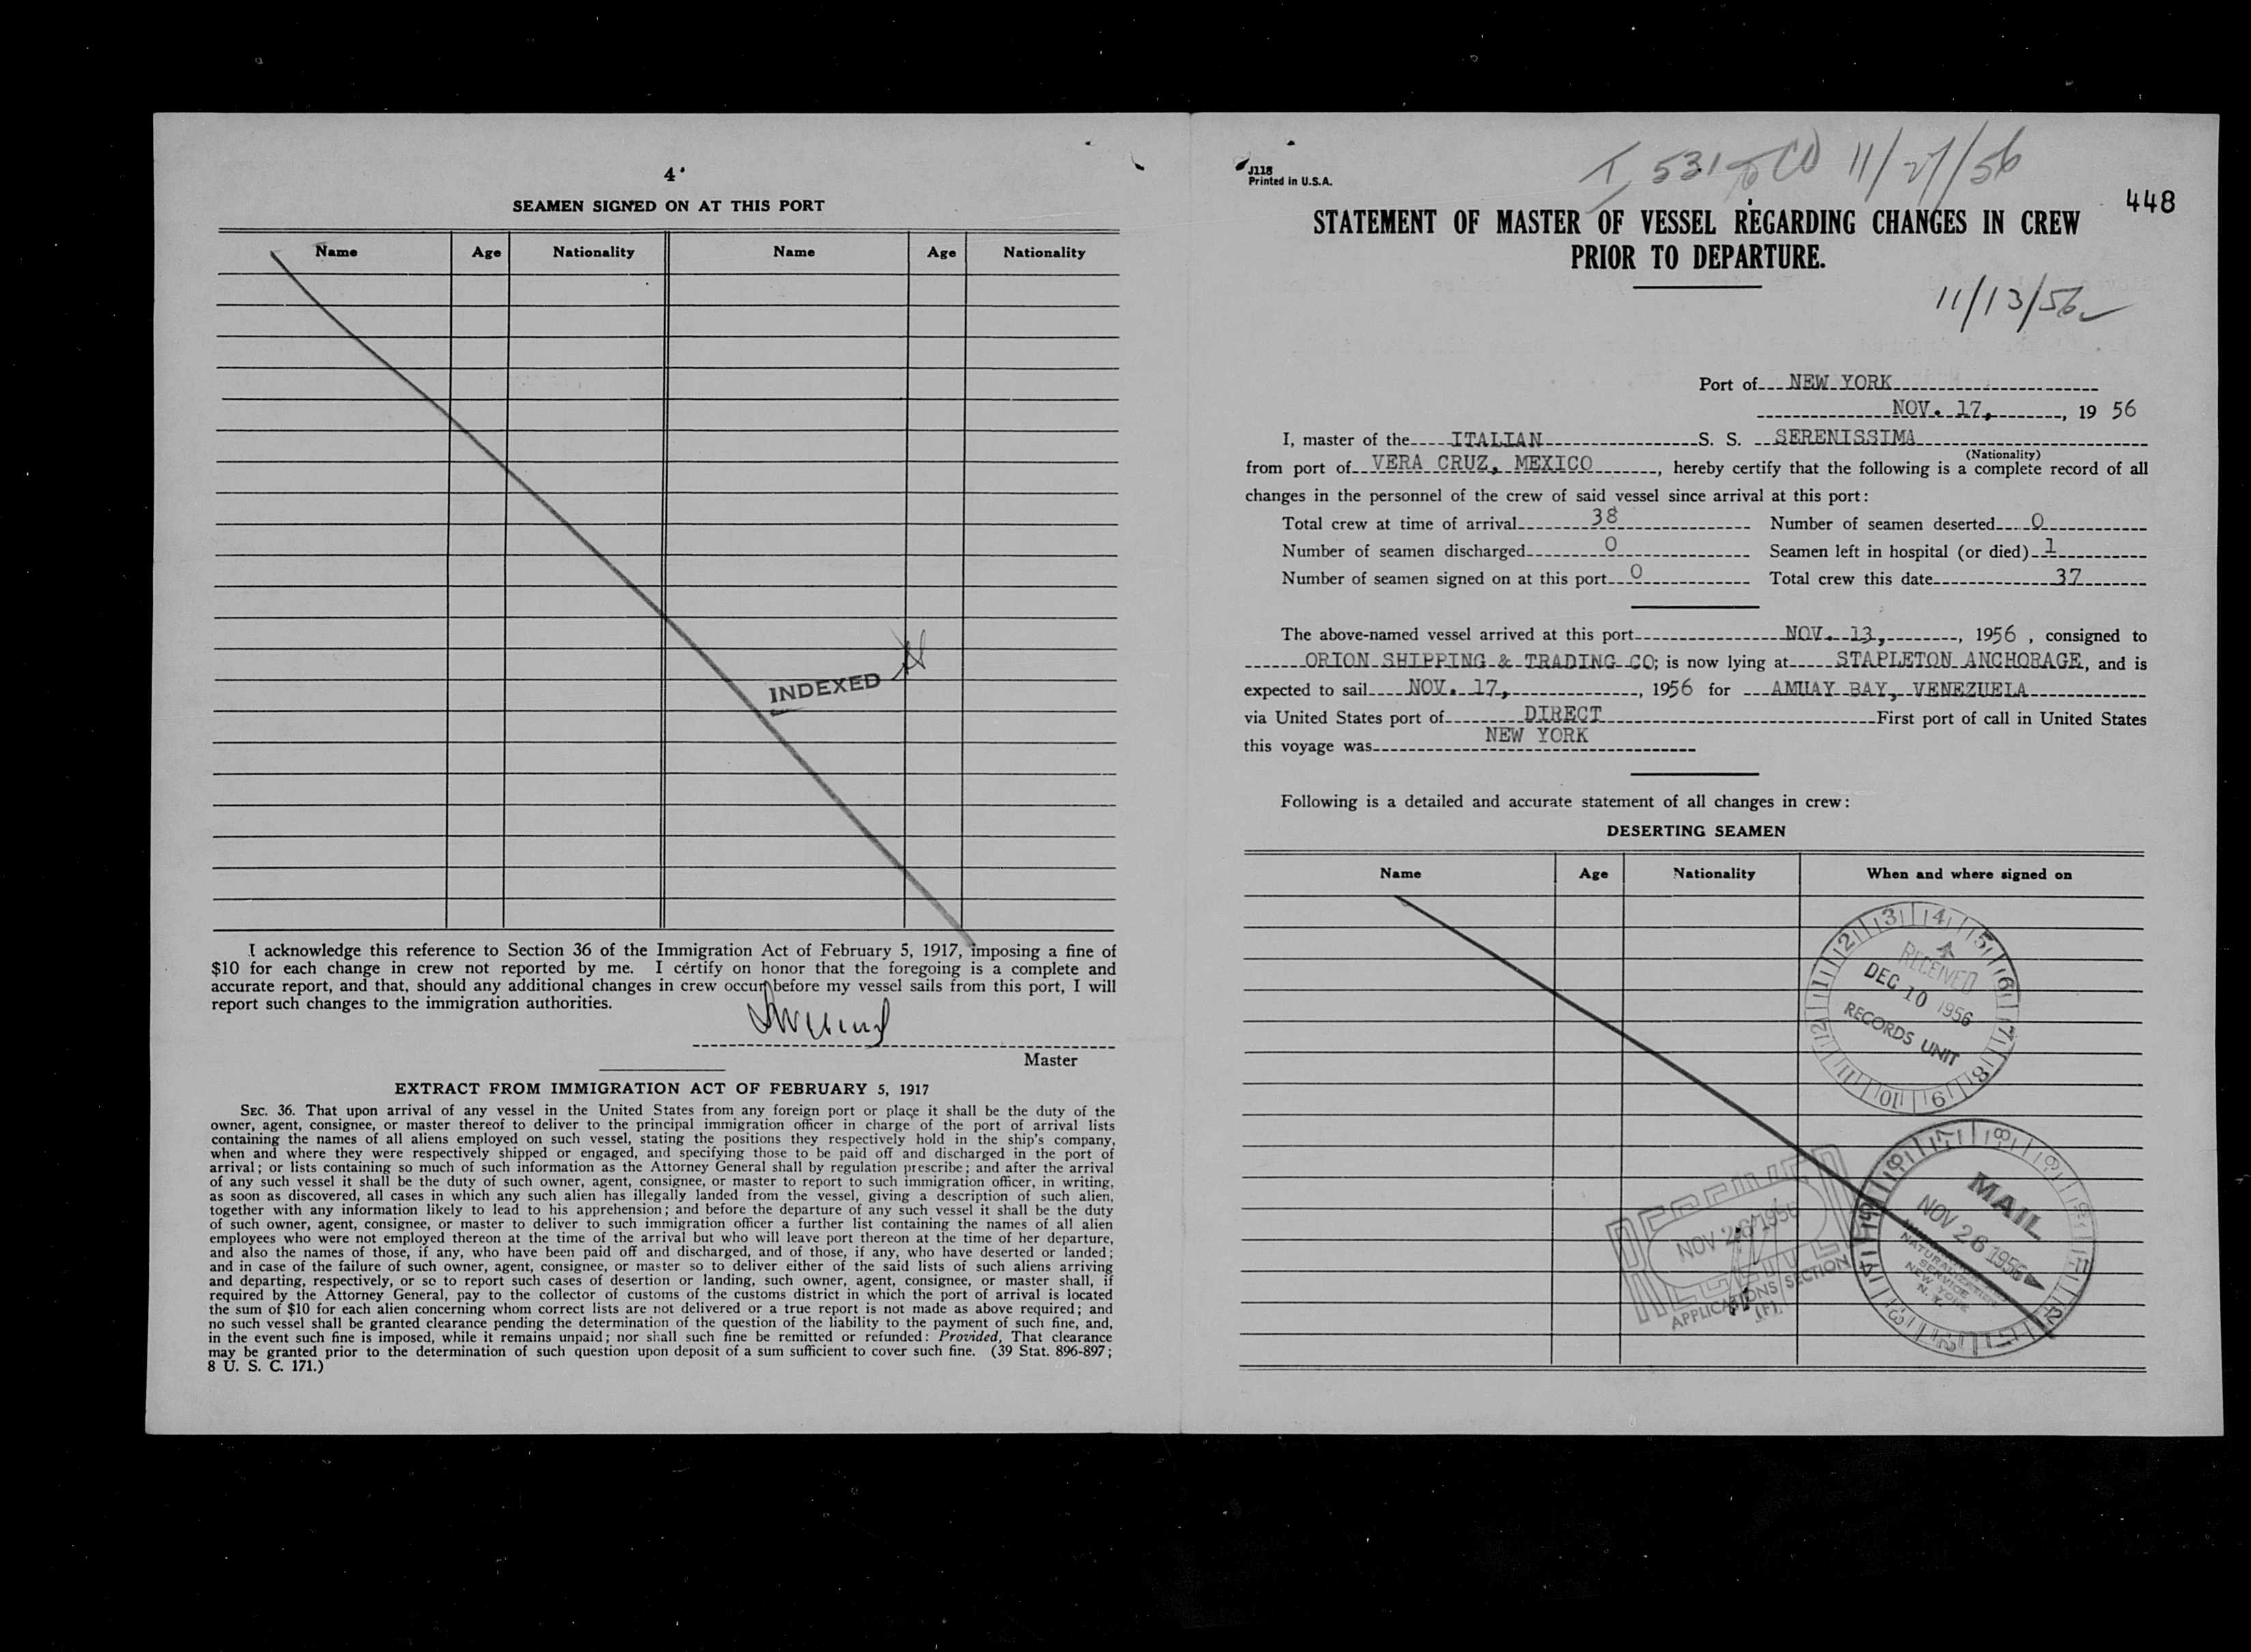 4
SEAMEN SIGNED ON AT THIS PORT
Name Age Nationality Name Age Nationality
INDEXED
I acknowledge this reference to Section 36 of the Immigration Act of February 5, 1917, imposing a fine of
$10 for each change in crew not reported by me. I certify on honor that the foregoing is a complete and
accurate report, and that, should any additional changes in crew occur before my vessel sails from this port, I will
report such changes to the immigration authorities.
Master
EXTRACT FROM IMMIGRATION ACT OF FEBRUARY 5, 1917
SEC. 36. That upon arrival of any vessel in the United States from any foreign port or place it shall be the duty of the
owner, agent, consignee, or master thereof to deliver to the principal immigration officer in charge of the port of arrival lists
containing the names of all aliens employed on such vessel, stating the positions they respectively hold in the ship's company,
when and where they were respectively shipped or engaged, and specifying those to be paid off and discharged in the port of
arrival; or lists containing so much of such information as the Attorney General shall by regulation prescribe; and after the arrival
of any such vessel it shall be the duty of such owner, agent, consignee, or master to report to such immigration officer, in writing,
as soon as discovered, all cases in which any such alien has illegally landed from the vessel, giving a description of such alien,
together with any information likely to lead to his apprehension; and before the departure of any such vessel it shall be the duty
of such owner, agent, consignee, or master to deliver to such immigration officer a further list containing the names of all alien
employees who were not employed thereon at the time of the arrival but who will leave port thereon at the time of her departure,
and also the names of those, if any, who have been paid off and discharged, and of those, if any, who have deserted or landed;
and in case of the failure of such owner, agent, consignee, or master so to deliver either of the said lists of such aliens arriving
and departing, respectively, or so to report such cases of desertion or landing, such owner, agent, consignee, or master shall, if
required by the Attorney General, pay to the collector of customs of the customs district in which the port of arrival is located
the sum of $10 for each alien concerning whom correct lists are not delivered or a true report is not made as above required; and
no such vessel shall be granted clearance pending the determination of the question of the liability to the payment of such fine, and,
in the event such fine is imposed, while it remains unpaid; nor shall such fine be remitted or refunded: Provided, That clearance
may be granted prior to the determination of such question upon deposit of a sum sufficient to cover such fine. (39 Stat. 896-897;
8 U. S. C. 171.)
J118
Printed in U.S.A.
11/27/56
448
STATEMENT OF MASTER OF VESSEL REGARDING CHANGES IN CREW
PRIOR TO DEPARTURE.
11/13/56
Port of NEW YORK
NOV. 17, , 19 56
I, master of the ITALIAN S. S. SERENISSIMA
(Nationality)
from port of VERA CRUZ, MEXICO , hereby certify that the following is a complete record of all
changes in the personnel of the crew of said vessel since arrival at this port:
Total crew at time of arrival 38 Number of seamen deserted 0
Number of seamen discharged 0 Seamen left in hospital (or died) 1
Number of seamen signed on at this port 0 Total crew this date 37
The above-named vessel arrived at this port NOV. 13, , 1956 , consigned to
ORION SHIPPING & TRADING CO; is now lying at STAPLETON ANCHORAGE, and is
expected to sail NOV. 17, , 1956 for AMUAY BAY, VENEZUELA
via United States port of DIRECT First port of call in United States
this voyage was NEW YORK
Following is a detailed and accurate statement of all changes in crew:
DESERTING SEAMEN
Name Age Nationality When and where signed on
RECEIVED
DEC 10 1956
RECORDS UNIT
MAIL
NOV 26 1956
NATURALIZATION
SERVICE
NEW YORK
N. Y.
NOV 26 1956
APPLICATIONS SECTION
(F)